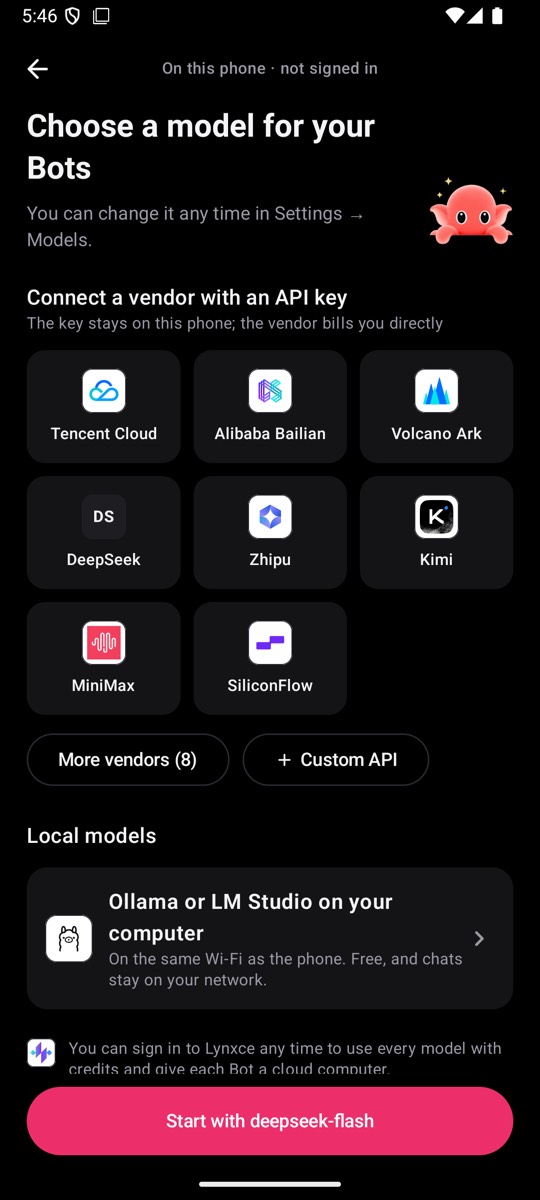 5:46
On this phone · not signed in
Choose a model for your
Bots
You can change it any time in Settings →
Models.
Connect a vendor with an API key
The key stays on this phone; the vendor bills you directly
Tencent Cloud
Alibaba Bailian
Volcano Ark
DS
DeepSeek
Zhipu
K
Kimi
MiniMax
SiliconFlow
More vendors (8)
+ Custom API
Local models
Ollama or LM Studio on your
computer
On the same Wi-Fi as the phone. Free, and chats
stay on your network.
You can sign in to Lynxce any time to use every model with
credits and give each Bot a cloud computer.
Start with deepseek-flash